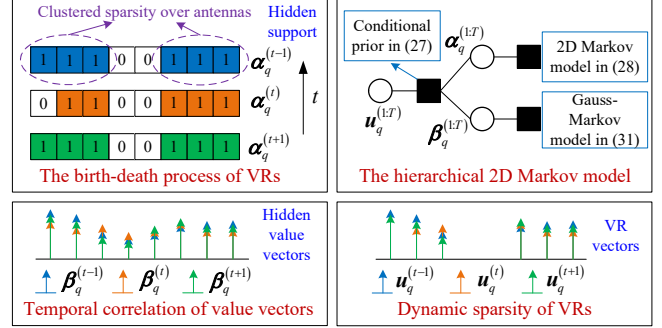 Clustered sparsity over antennas
Hidden support
1 1 1 0 0 1 1 1
α_q^(t−1)
0 1 1 0 0 1 1 1
α_q^(t)
t
1 1 1 0 0 1 1 1
α_q^(t+1)
The birth-death process of VRs
Conditional prior in (27)
α_q^(1:T)
2D Markov model in (28)
u_q^(1:T)
β_q^(1:T)
Gauss-Markov model in (31)
The hierarchical 2D Markov model
Hidden value vectors
β_q^(t−1) β_q^(t) β_q^(t+1)
Temporal correlation of value vectors
VR vectors
u_q^(t−1) u_q^(t) u_q^(t+1)
Dynamic sparsity of VRs